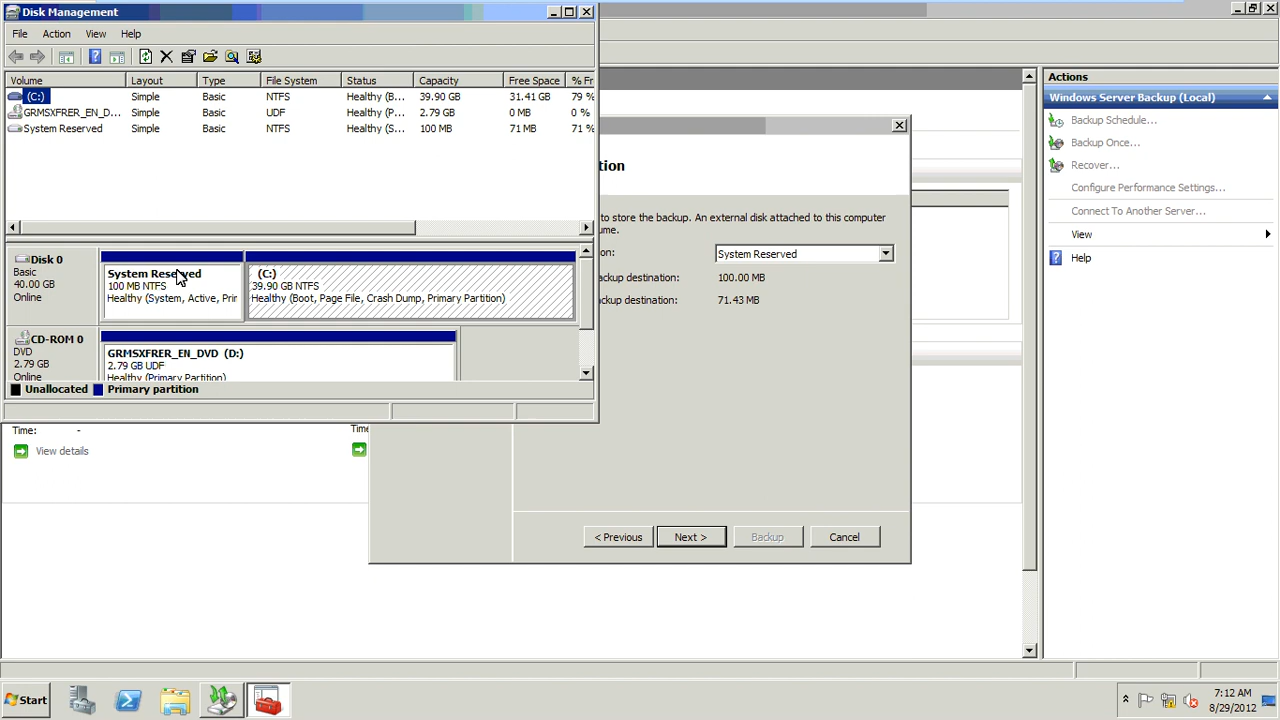 Disk Management
File Action View Help
Volume Layout Type File System Status Capacity Free Space % Fr
(C:) Simple Basic NTFS Healthy (B... 39.90 GB 31.41 GB 79 %
GRMSXFRER_EN_D... Simple Basic UDF Healthy (P... 2.79 GB 0 MB 0 %
System Reserved Simple Basic NTFS Healthy (S... 100 MB 71 MB 71 %
Disk 0
Basic
40.00 GB
Online
System Reserved
100 MB NTFS
Healthy (System, Active, Pri
(C:)
39.90 GB NTFS
Healthy (Boot, Page File, Crash Dump, Primary Partition)
CD-ROM 0
DVD
2.79 GB
Online
GRMSXFRER_EN_DVD (D:)
2.79 GB UDF
Healthy (Primary Partition)
Unallocated Primary partition
tion
to store the backup. An external disk attached to this computer
ume.
on: System Reserved
ackup destination: 100.00 MB
ackup destination: 71.43 MB
< Previous Next > Backup Cancel
Time: - Time
View details
Actions
Windows Server Backup (Local)
Backup Schedule...
Backup Once...
Recover...
Configure Performance Settings...
Connect To Another Server...
View
Help
Start
7:12 AM
8/29/2012